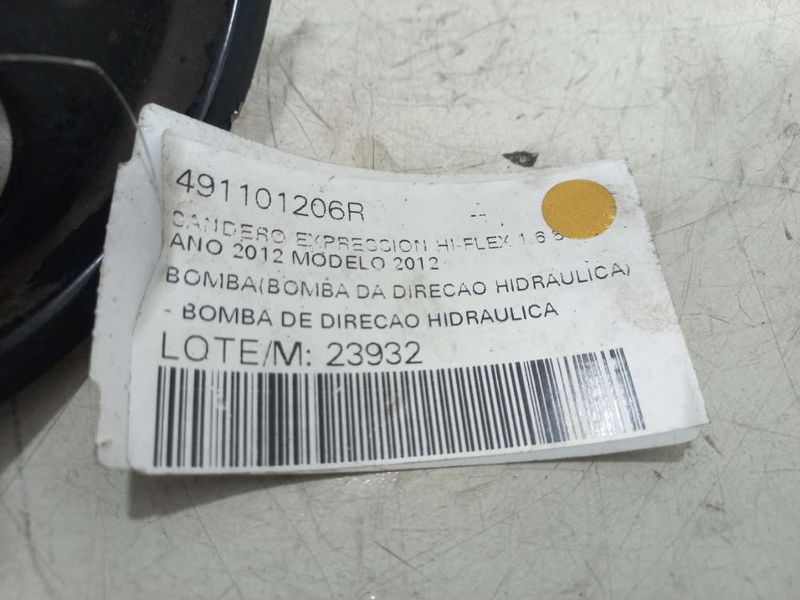 491101206R --
SANDERO EXPRESSION HI-FLEX 1.6
ANO 2012 MODELO 2012
BOMBA(BOMBA DA DIRECAO HIDRAULICA)
- BOMBA DE DIRECAO HIDRAULICA
LOTE/M: 23932